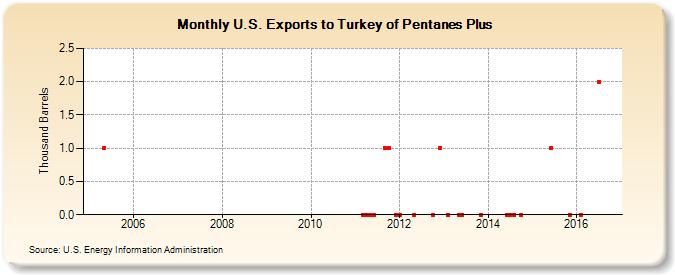 Monthly U.S. Exports to Turkey of Pentanes Plus
Thousand Barrels
2.5
2.0
1.5
1.0
0.5
0.0
2006 2008 2010 2012 2014 2016
Source: U.S. Energy Information Administration